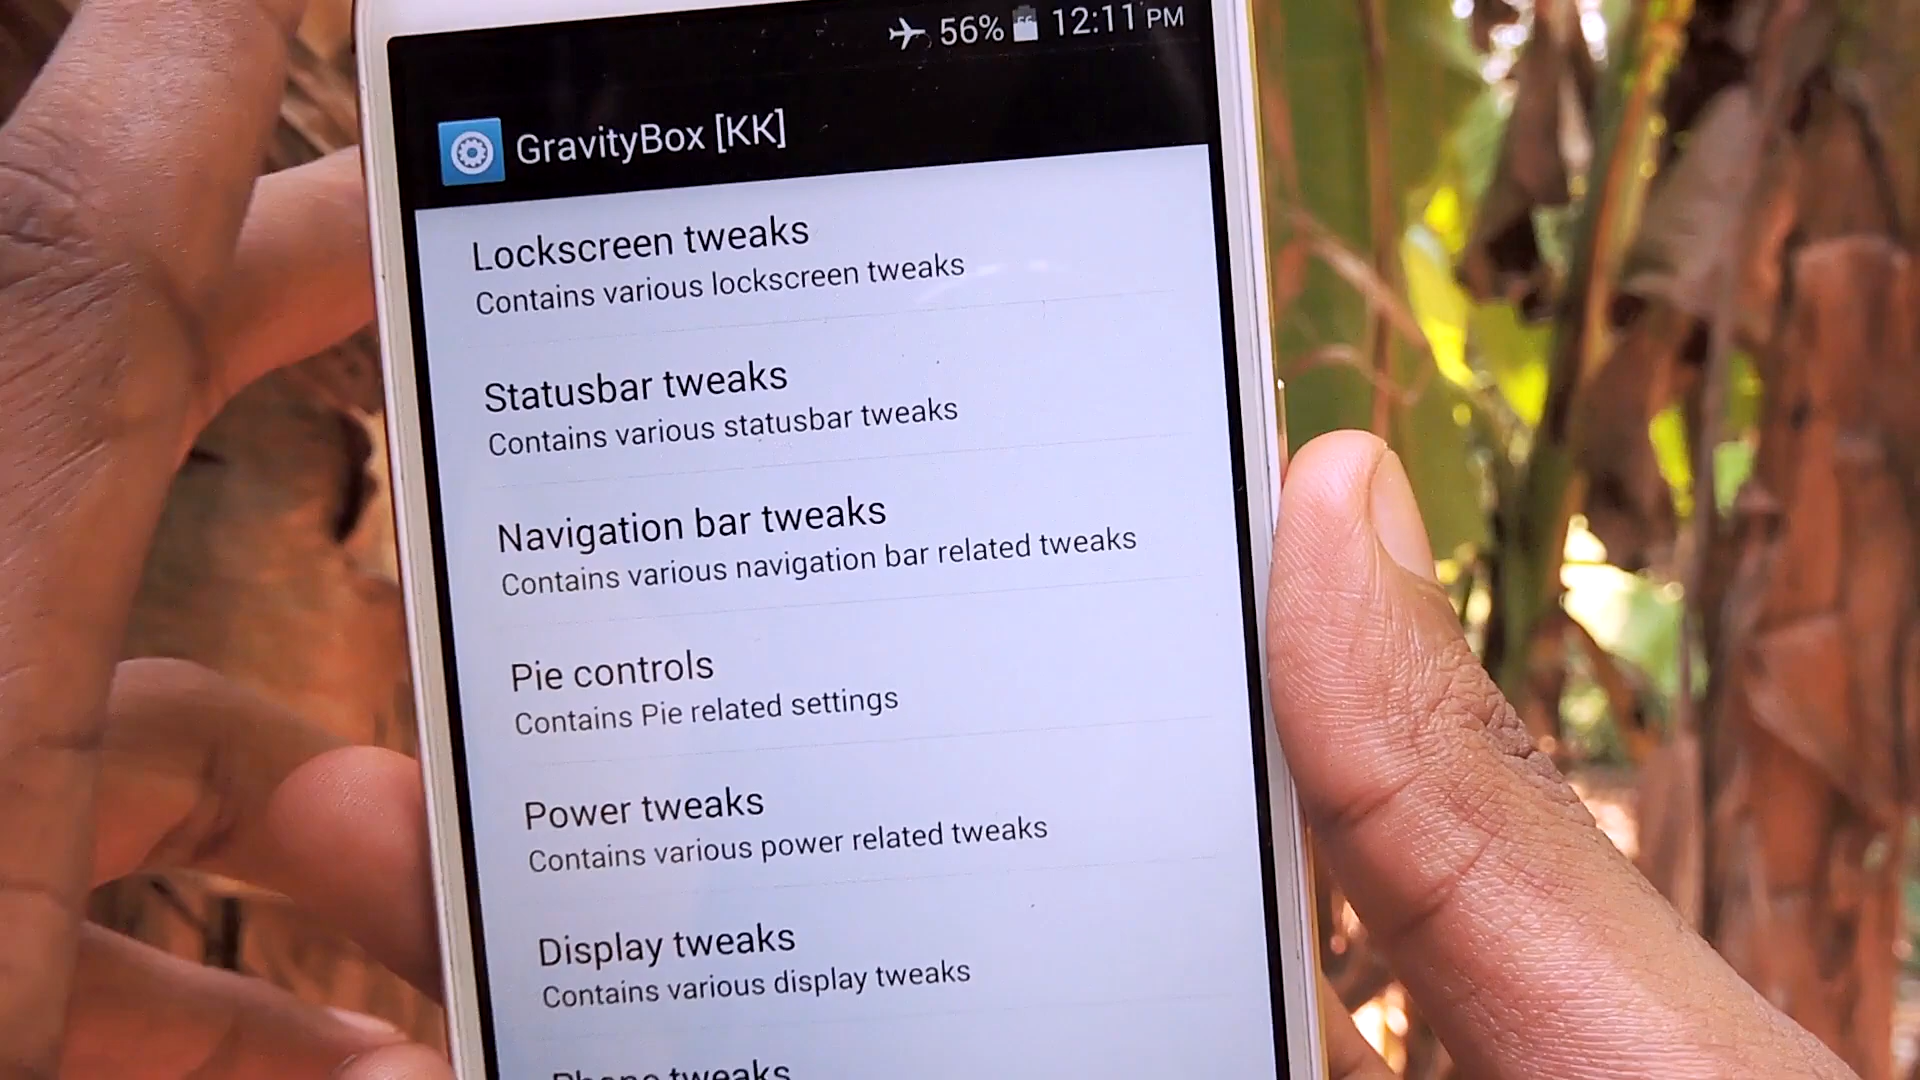 56% 12:11 PM
GravityBox [KK]
Lockscreen tweaks
Contains various lockscreen tweaks
Statusbar tweaks
Contains various statusbar tweaks
Navigation bar tweaks
Contains various navigation bar related tweaks
Pie controls
Contains Pie related settings
Power tweaks
Contains various power related tweaks
Display tweaks
Contains various display tweaks
Phone tweaks